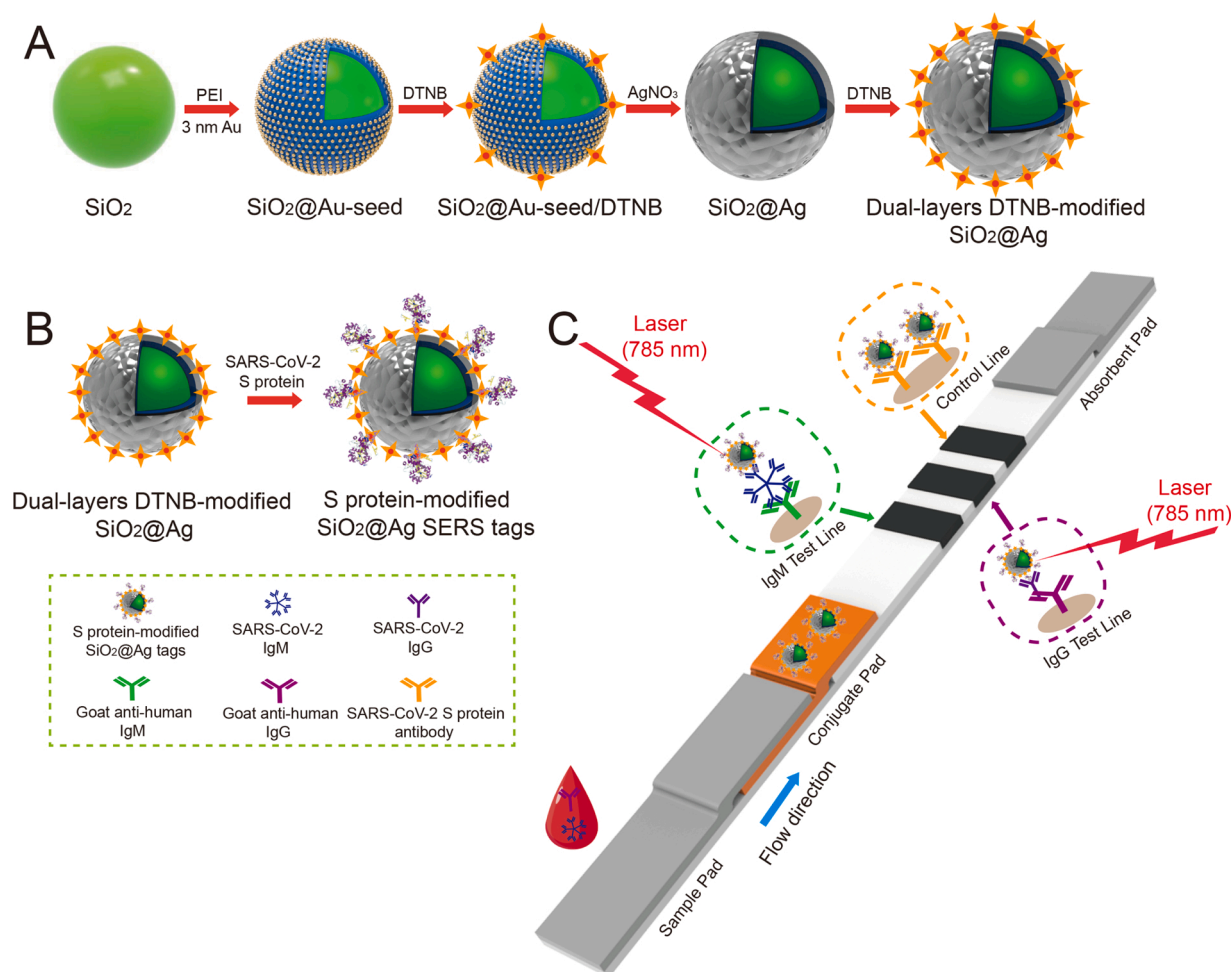 A
PEI
3 nm Au
DTNB
AgNO₃
DTNB
SiO₂
SiO₂@Au-seed
SiO₂@Au-seed/DTNB
SiO₂@Ag
Dual-layers DTNB-modified
SiO₂@Ag
B
SARS-CoV-2
S protein
Dual-layers DTNB-modified
SiO₂@Ag
S protein-modified
SiO₂@Ag SERS tags
S protein-modified
SiO₂@Ag tags
SARS-CoV-2
IgM
SARS-CoV-2
IgG
Goat anti-human
IgM
Goat anti-human
IgG
SARS-CoV-2 S protein
antibody
C
Laser
(785 nm)
Control Line
Absorbent Pad
IgM Test Line
Laser
(785 nm)
IgG Test Line
Conjugate Pad
Flow direction
Sample Pad